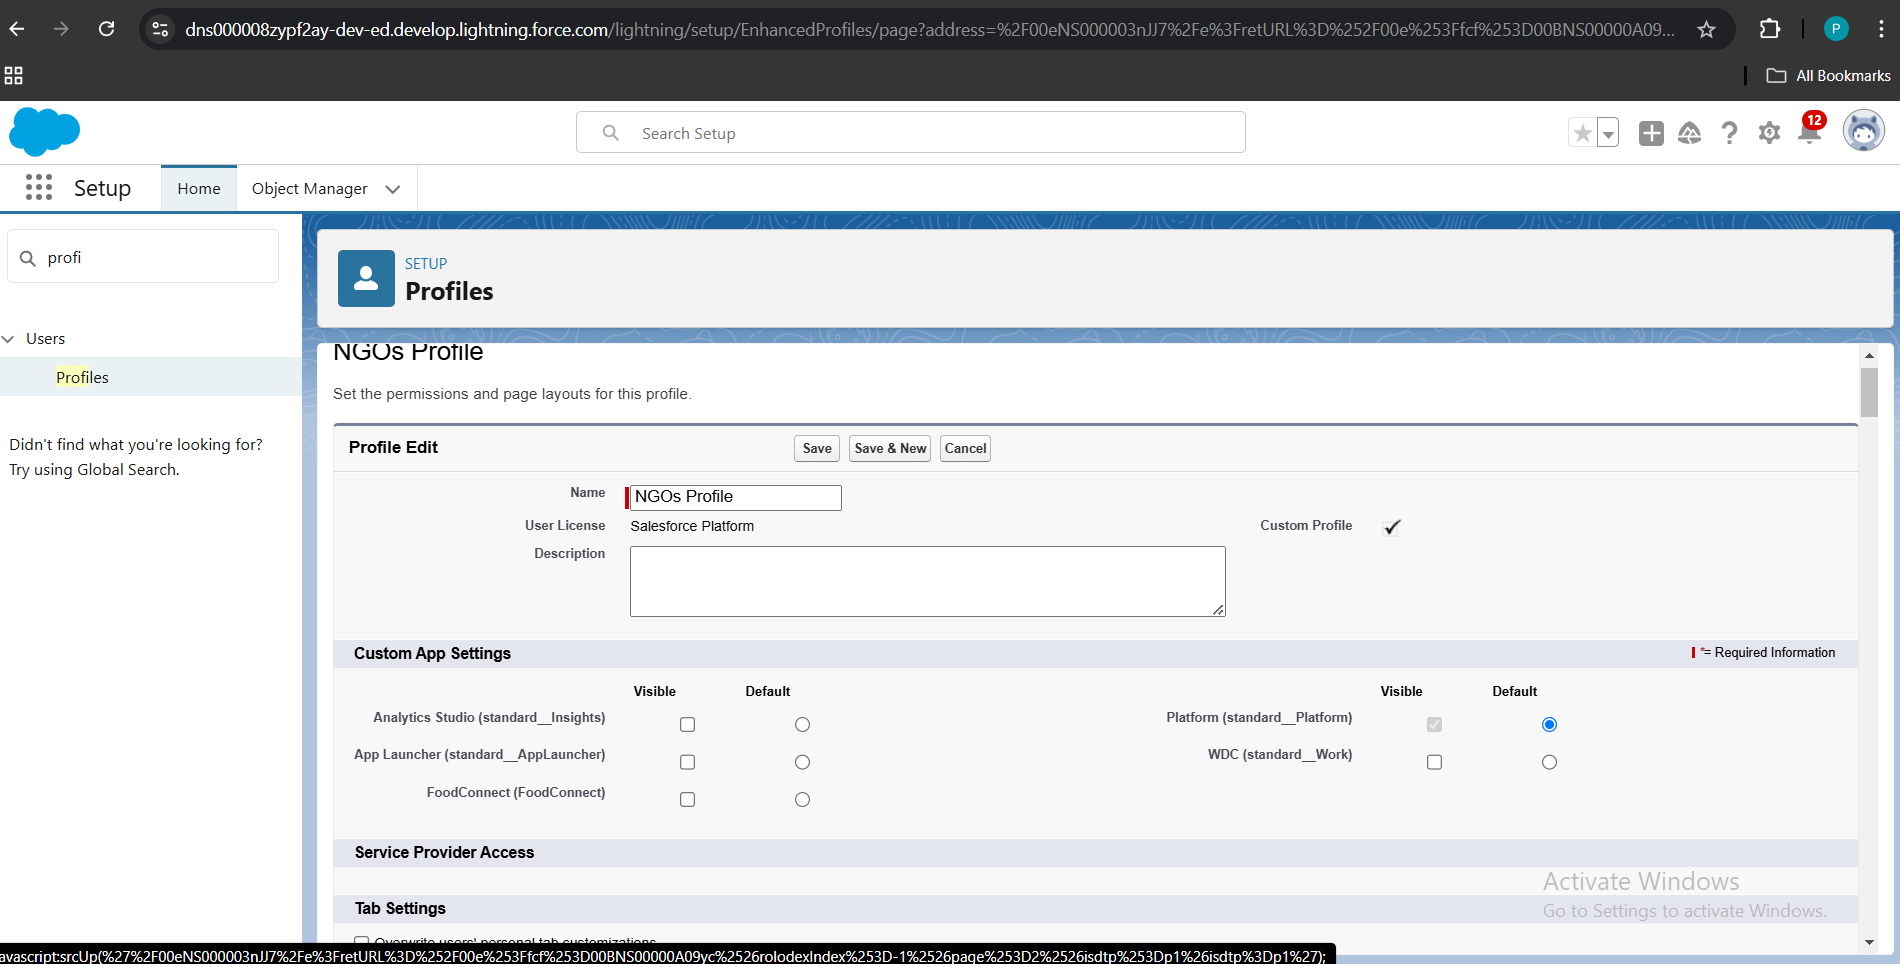 dns000008zypf2ay-dev-ed.develop.lightning.force.com/lightning/setup/EnhancedProfiles/page?address=%2F00eNS000003nJJ7%2Fe%3FretURL%3D%252F00e%253Ffcf%253D00BNS00000A09...
P
All Bookmarks
Search Setup
12
Setup
Home
Object Manager
profi
Users
Profiles
Didn't find what you're looking for?
Try using Global Search.
SETUP
Profiles
NGOs Profile
Set the permissions and page layouts for this profile.
Profile Edit
Save
Save & New
Cancel
Name
NGOs Profile
User License
Salesforce Platform
Custom Profile
Description
Custom App Settings
*= Required Information
Visible Default Visible Default
Analytics Studio (standard__Insights)
Platform (standard__Platform)
App Launcher (standard__AppLauncher)
WDC (standard__Work)
FoodConnect (FoodConnect)
Service Provider Access
Tab Settings
Overwrite users' personal tab customizations
Activate Windows
Go to Settings to activate Windows.
avascript:srcUp(%27%2F00eNS000003nJJ7%2Fe%3FretURL%3D%252F00e%253Ffcf%253D00BNS00000A09yc%2526rolodexIndex%253D-1%2526page%253D2%2526isdtp%253Dp1%26isdtp%3Dp1%27);